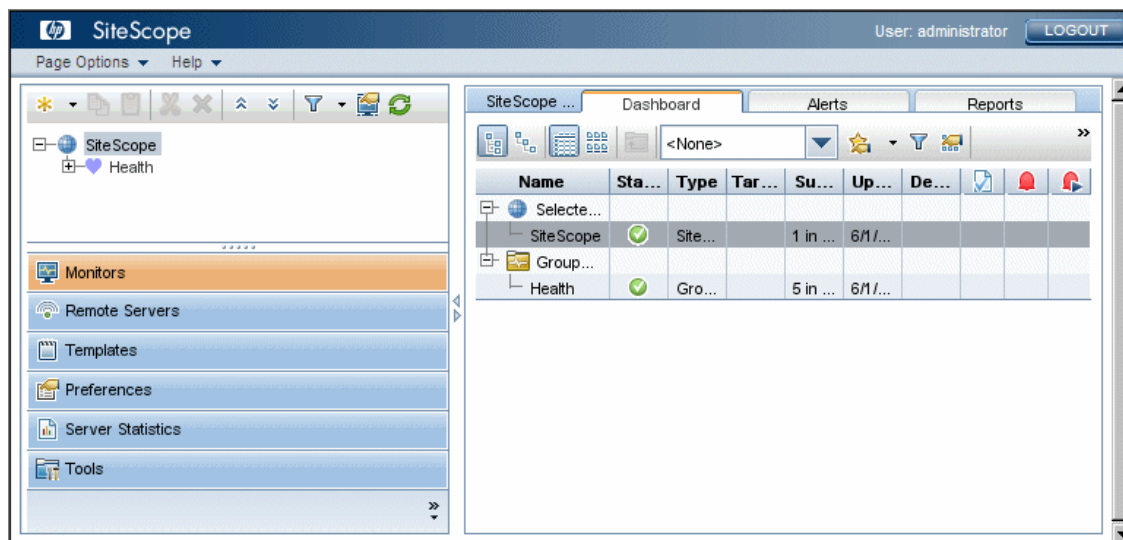 hp SiteScope User: administrator LOGOUT
Page Options Help
SiteScope
Health
Monitors
Remote Servers
Templates
Preferences
Server Statistics
Tools
SiteScope ... Dashboard Alerts Reports
<None>
Name Sta... Type Tar... Su... Up... De...
Selecte...
SiteScope Site... 1 in ... 6/1/...
Group...
Health Gro... 5 in ... 6/1/...